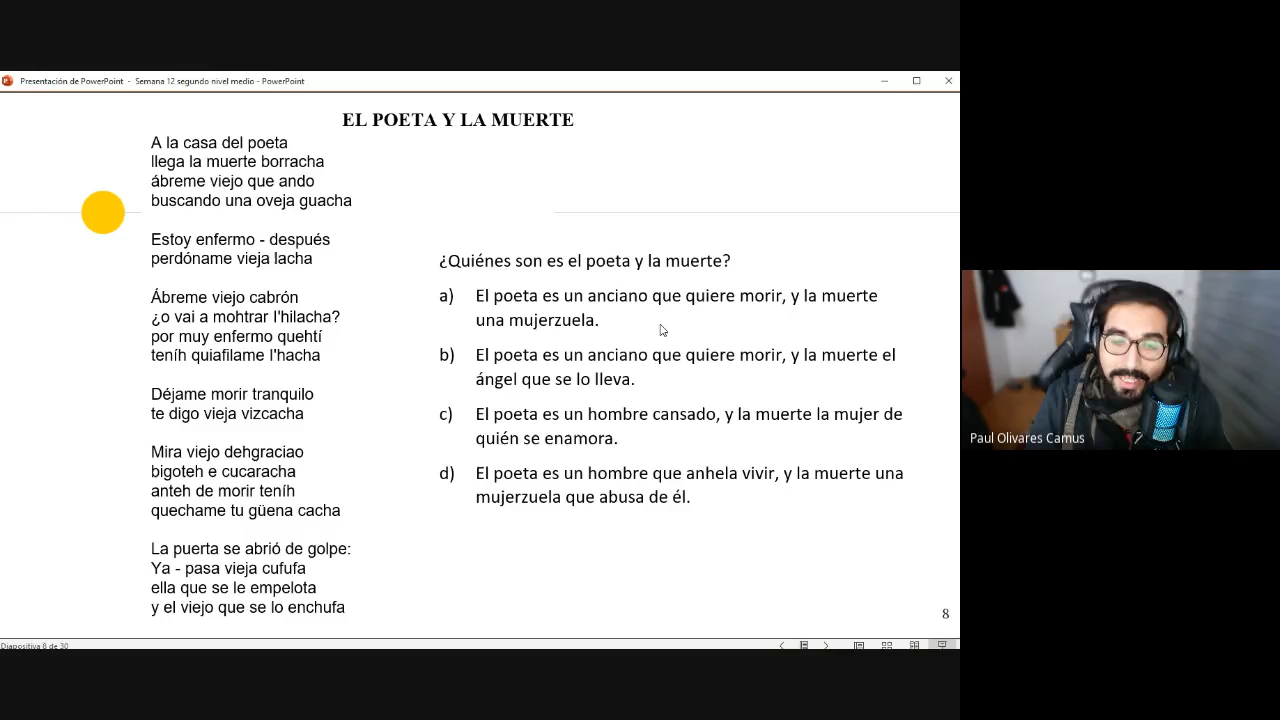 Presentación de PowerPoint - Semana 12 segundo nivel medio - PowerPoint
EL POETA Y LA MUERTE
A la casa del poeta
llega la muerte borracha
ábreme viejo que ando
buscando una oveja guacha
Estoy enfermo - después
perdóname vieja lacha
Ábreme viejo cabrón
¿o vai a mohtrar l'hilacha?
por muy enfermo quehtí
teníh quiafilame l'hacha
Déjame morir tranquilo
te digo vieja vizcacha
Mira viejo dehgraciao
bigoteh e cucaracha
anteh de morir teníh
quechame tu güena cacha
La puerta se abrió de golpe:
Ya - pasa vieja cufufa
ella que se le empelota
y el viejo que se lo enchufa
¿Quiénes son es el poeta y la muerte?
a) El poeta es un anciano que quiere morir, y la muerte
una mujerzuela.
b) El poeta es un anciano que quiere morir, y la muerte el
ángel que se lo lleva.
c) El poeta es un hombre cansado, y la muerte la mujer de
quién se enamora.
d) El poeta es un hombre que anhela vivir, y la muerte una
mujerzuela que abusa de él.
8
Diapositiva 8 de 30
Paul Olivares Camus